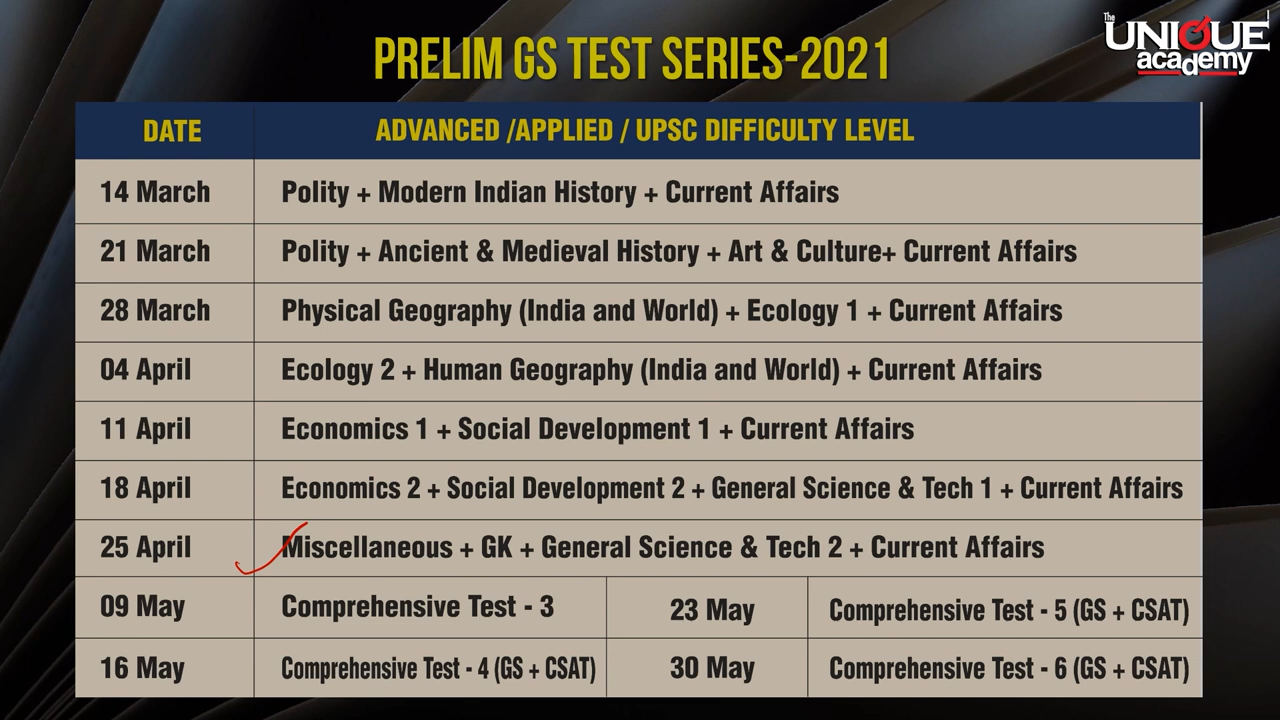 The
UNIQUE
academy
PRELIM GS TEST SERIES-2021
DATE ADVANCED /APPLIED / UPSC DIFFICULTY LEVEL
14 March Polity + Modern Indian History + Current Affairs
21 March Polity + Ancient & Medieval History + Art & Culture+ Current Affairs
28 March Physical Geography (India and World) + Ecology 1 + Current Affairs
04 April Ecology 2 + Human Geography (India and World) + Current Affairs
11 April Economics 1 + Social Development 1 + Current Affairs
18 April Economics 2 + Social Development 2 + General Science & Tech 1 + Current Affairs
25 April Miscellaneous + GK + General Science & Tech 2 + Current Affairs
09 May Comprehensive Test - 3 23 May Comprehensive Test - 5 (GS + CSAT)
16 May Comprehensive Test - 4 (GS + CSAT) 30 May Comprehensive Test - 6 (GS + CSAT)